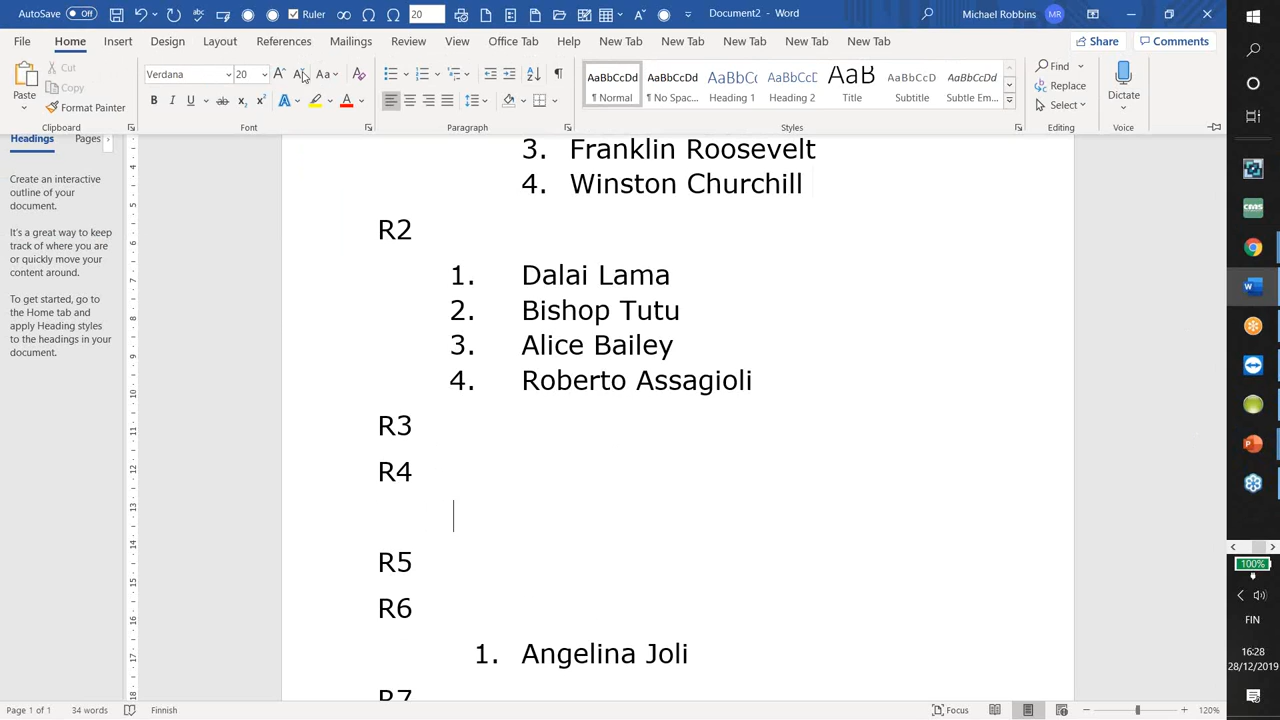 AutoSave Off Ruler 20 Document2 - Word Michael Robbins MR
File Home Insert Design Layout References Mailings Review View Office Tab Help New Tab New Tab New Tab New Tab New Tab Share Comments
Paste Cut Copy Format Painter
Verdana 20
AaBbCcDd AaBbCcDd AaBbC AaBbCcD AaB AaBbCcD AaBbCcDd
¶ Normal ¶ No Spac... Heading 1 Heading 2 Title Subtitle Subtle Em...
Find Replace Select Dictate
Clipboard Font Paragraph Styles Editing Voice
Headings Pages
Create an interactive
outline of your
document.
It's a great way to keep
track of where you are
or quickly move your
content around.
To get started, go to
the Home tab and
apply Heading styles
to the headings in your
document.
3. Franklin Roosevelt
4. Winston Churchill
R2
1. Dalai Lama
2. Bishop Tutu
3. Alice Bailey
4. Roberto Assagioli
R3
R4
R5
R6
1. Angelina Joli
R7
Page 1 of 1 34 words Finnish Focus 120%
100%
FIN
16:28
28/12/2019